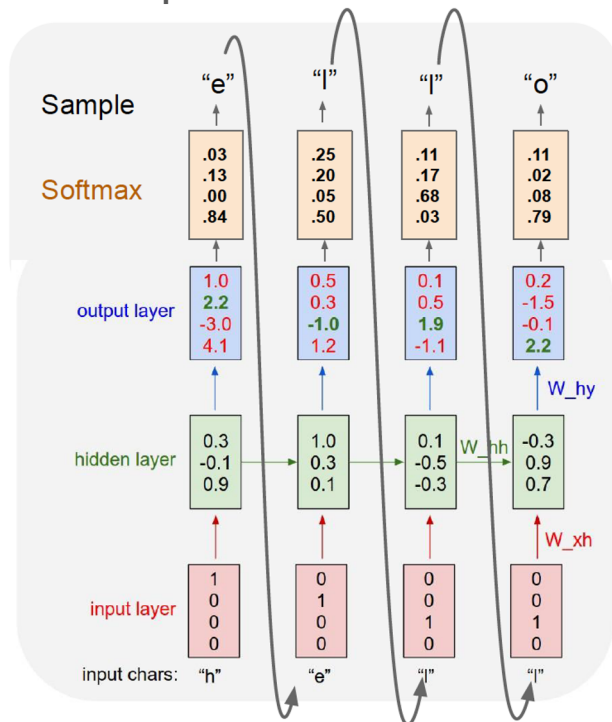 “e” “l” “l” “o”
Sample
Softmax
.03 .25 .11 .11
.13 .20 .17 .02
.00 .05 .68 .08
.84 .50 .03 .79
output layer
1.0 0.5 0.1 0.2
2.2 0.3 0.5 -1.5
-3.0 -1.0 1.9 -0.1
4.1 1.2 -1.1 2.2
W_hy
hidden layer
0.3 1.0 0.1 -0.3
-0.1 0.3 -0.5 0.9
0.9 0.1 -0.3 0.7
W_hh
W_xh
input layer
1 0 0 0
0 1 0 0
0 0 1 1
0 0 0 0
input chars: “h” “e” “l” “l”